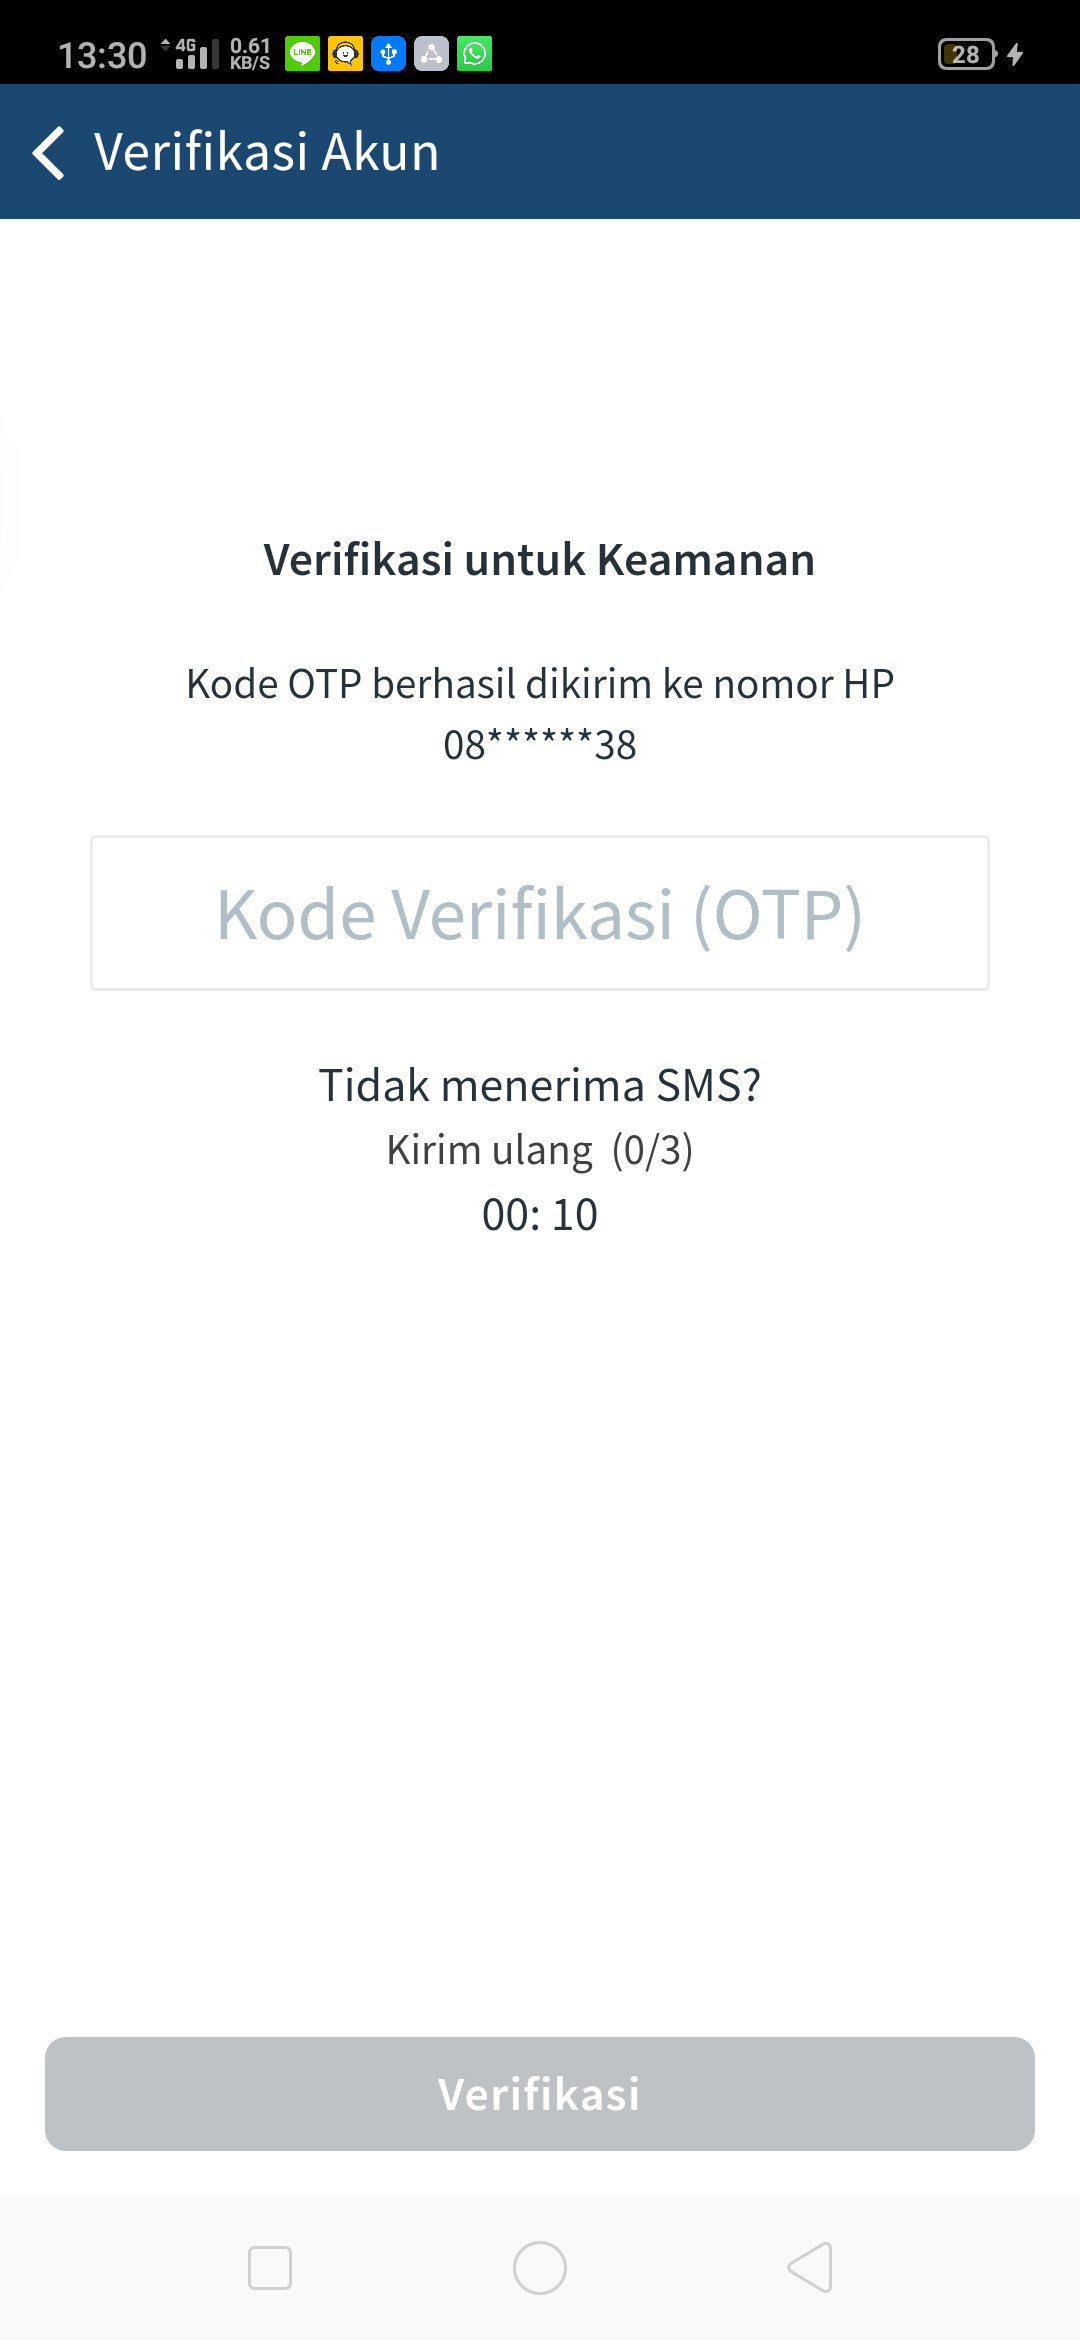 13:30 4G 0.61 KB/S LINE 28
Verifikasi Akun
Verifikasi untuk Keamanan
Kode OTP berhasil dikirim ke nomor HP
08******38
Kode Verifikasi (OTP)
Tidak menerima SMS?
Kirim ulang (0/3)
00: 10
Verifikasi